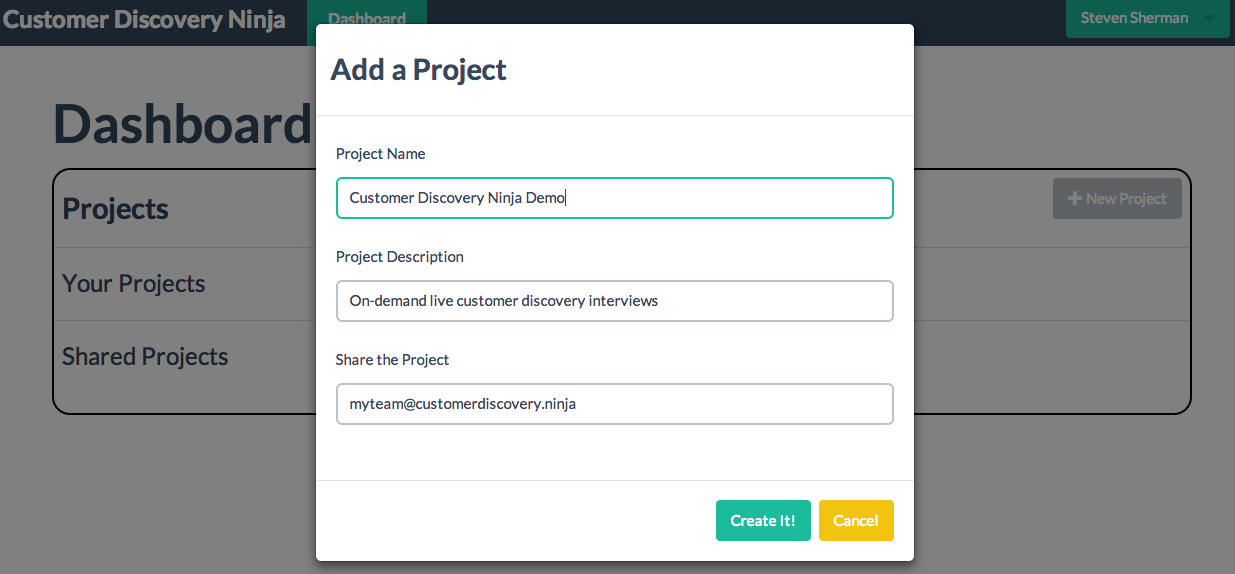 Customer Discovery Ninja
Dashboard
Steven Sherman
Add a Project
Dashboard
Project Name
Customer Discovery Ninja Demo
Projects
New Project
Project Description
Your Projects
On-demand live customer discovery interviews
Shared Projects
Share the Project
myteam@customerdiscovery.ninja
Create It!
Cancel